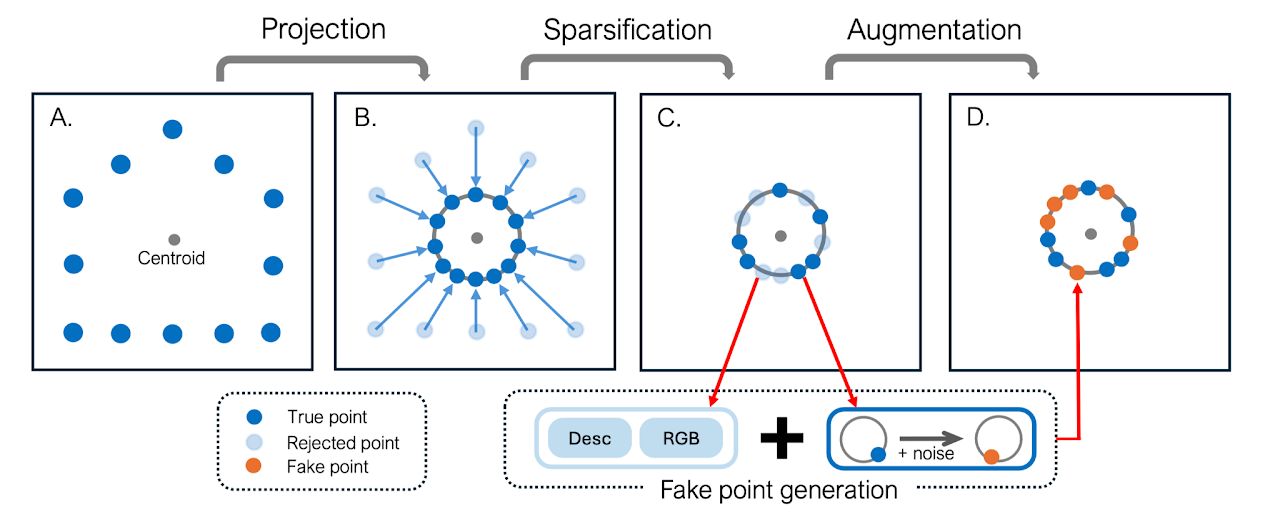 Projection
Sparsification
Augmentation
A.
B.
C.
D.
Centroid
True point
Rejected point
Fake point
Desc
RGB
+ noise
Fake point generation